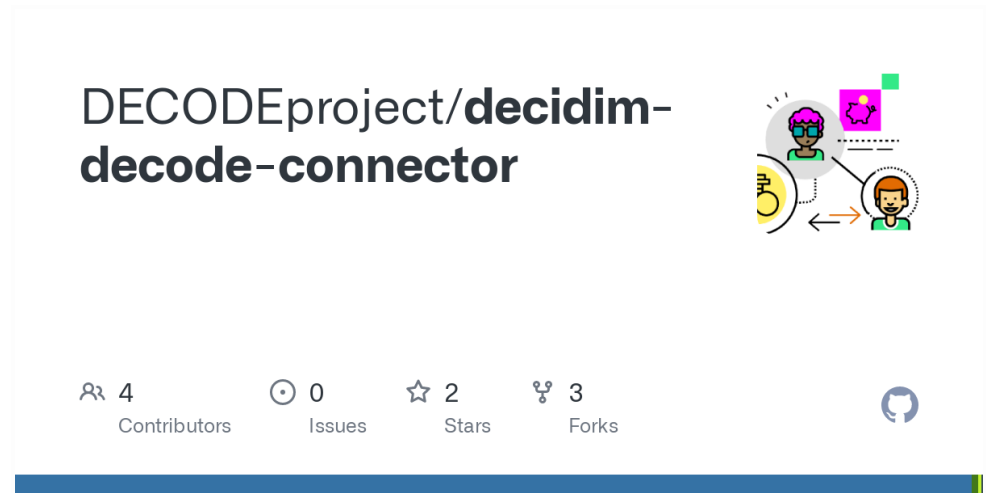 DECODEproject/decidim-
decode-connector
4 0 2 3
Contributors Issues Stars Forks